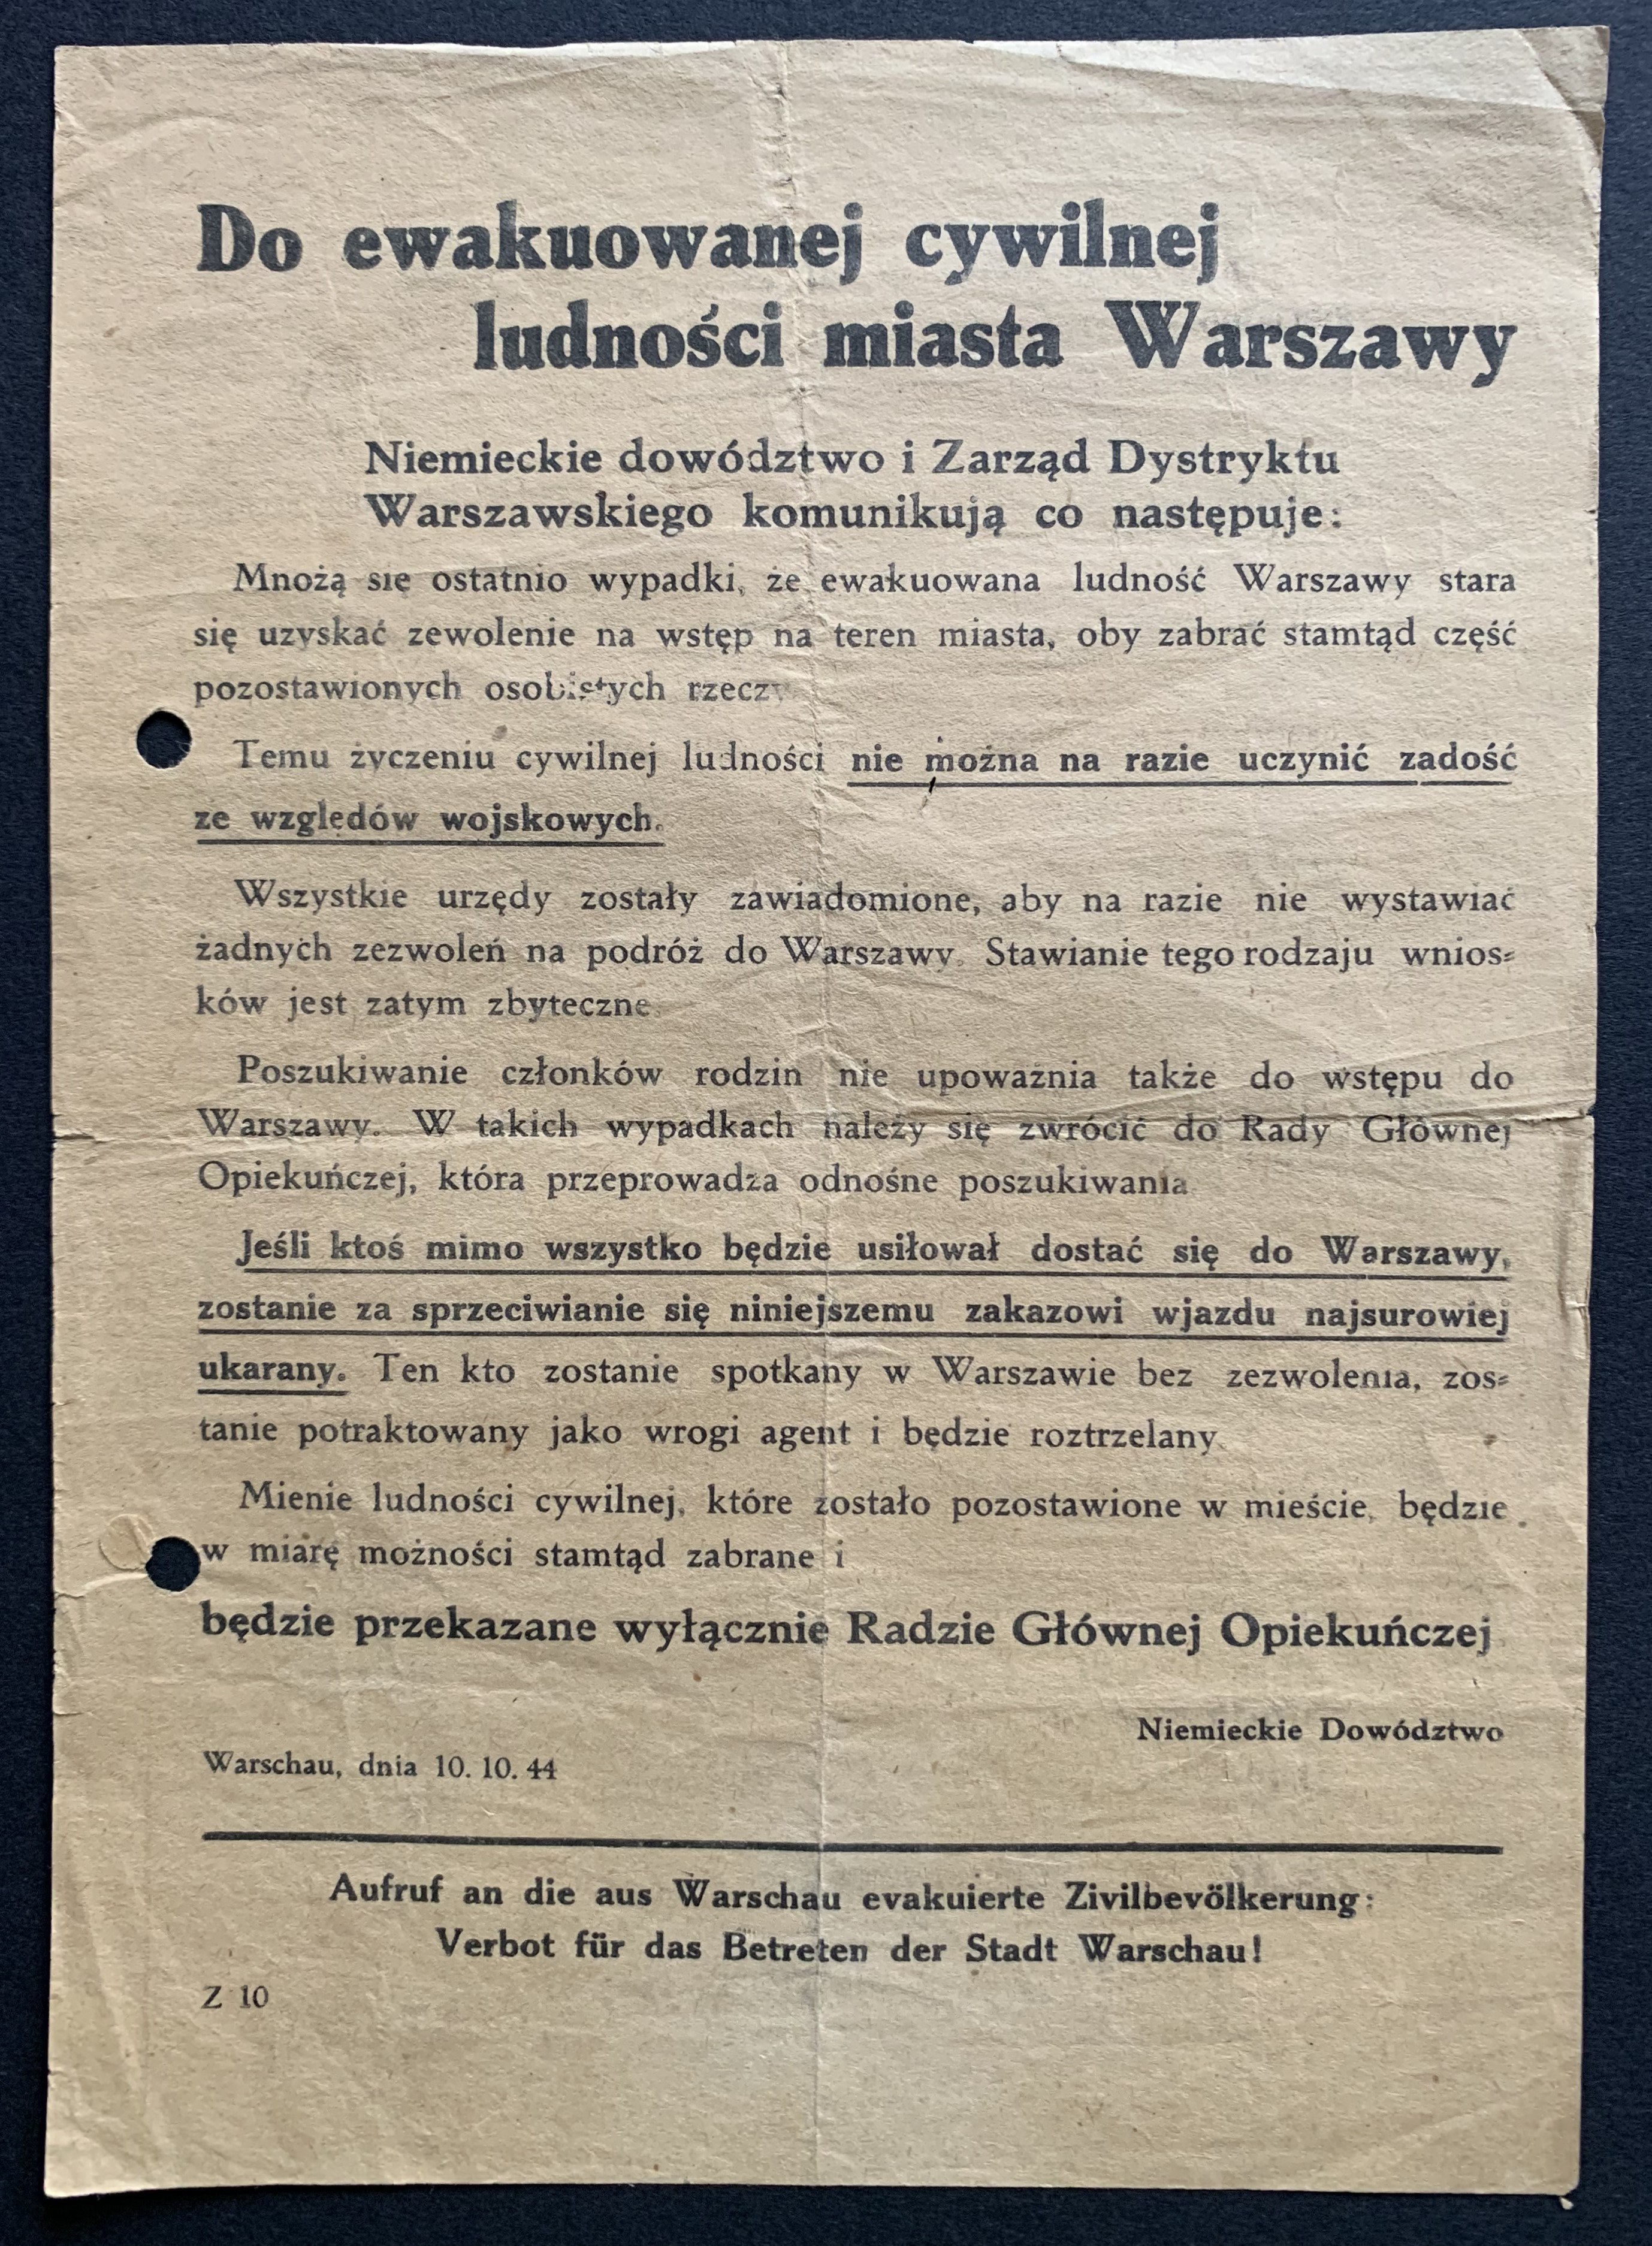 Do ewakuowanej cywilnej
ludności miasta Warszawy
Niemieckie dowództwo i Zarząd Dystryktu
Warszawskiego komunikują co następuje:
Mnożą się ostatnio wypadki, że ewakuowana ludność Warszawy stara
się uzyskać zewolenie na wstęp na teren miasta, oby zabrać stamtąd część
pozostawionych osobistych rzeczy
Temu życzeniu cywilnej ludności nie można na razie uczynić zadość
ze względów wojskowych.
Wszystkie urzędy zostały zawiadomione, aby na razie nie wystawiać
żadnych zezwoleń na podróż do Warszawy. Stawianie tego rodzaju wnios=
ków jest zatym zbyteczne.
Poszukiwanie członków rodzin nie upoważnia także do wstępu do
Warszawy. W takich wypadkach należy się zwrócić do Rady Głównej
Opiekuńczej, która przeprowadza odnośne poszukiwania
Jeśli ktoś mimo wszystko będzie usiłował dostać się do Warszawy,
zostanie za sprzeciwianie się niniejszemu zakazowi wjazdu najsurowiej
ukarany. Ten kto zostanie spotkany w Warszawie bez zezwolenia, zos=
tanie potraktowany jako wrogi agent i będzie roztrzelany.
Mienie ludności cywilnej, które zostało pozostawione w mieście, będzie
w miarę możności stamtąd zabrane i
będzie przekazane wyłącznie Radzie Głównej Opiekuńczej
Niemieckie Dowództwo
Warschau, dnia 10. 10. 44
Aufruf an die aus Warschau evakuierte Zivilbevölkerung:
Verbot für das Betreten der Stadt Warschau!
Z 10